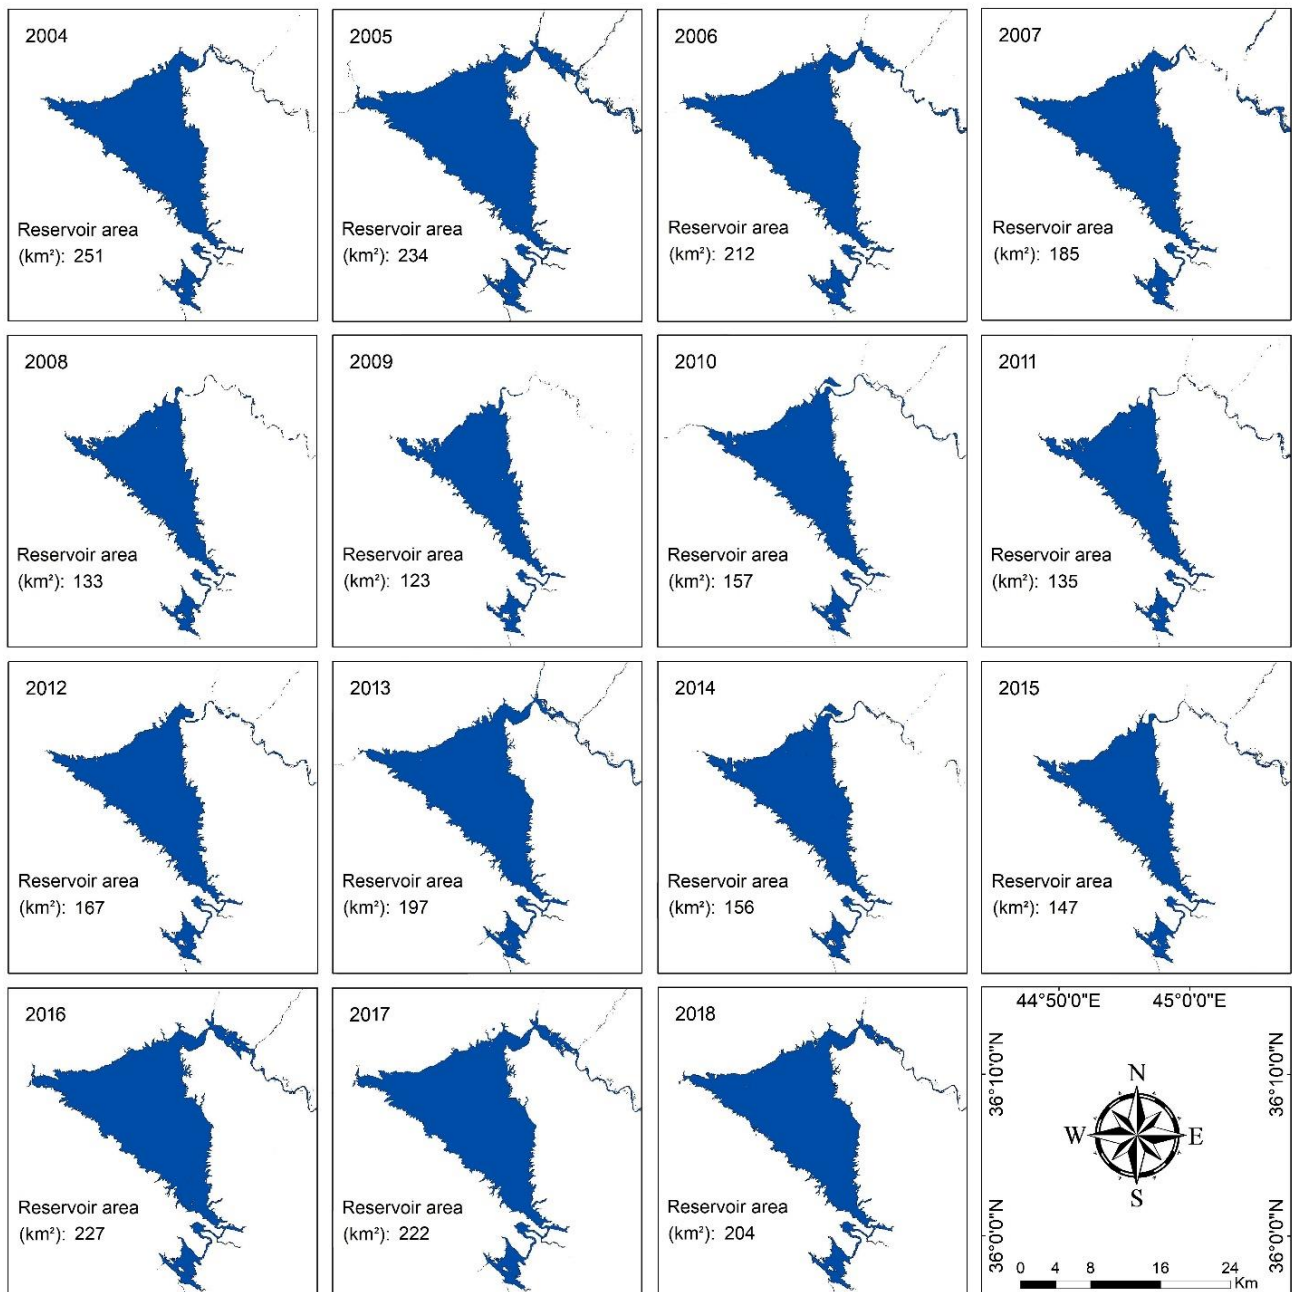 2004
Reservoir area
(km²): 251
2005
Reservoir area
(km²): 234
2006
Reservoir area
(km²): 212
2007
Reservoir area
(km²): 185
2008
Reservoir area
(km²): 133
2009
Reservoir area
(km²): 123
2010
Reservoir area
(km²): 157
2011
Reservoir area
(km²): 135
2012
Reservoir area
(km²): 167
2013
Reservoir area
(km²): 197
2014
Reservoir area
(km²): 156
2015
Reservoir area
(km²): 147
2016
Reservoir area
(km²): 227
2017
Reservoir area
(km²): 222
2018
Reservoir area
(km²): 204
44°50'0"E 45°0'0"E
36°10'0"N
36°10'0"N
N
W E
S
36°0'0"N
36°0'0"N
0 4 8 16 24
Km